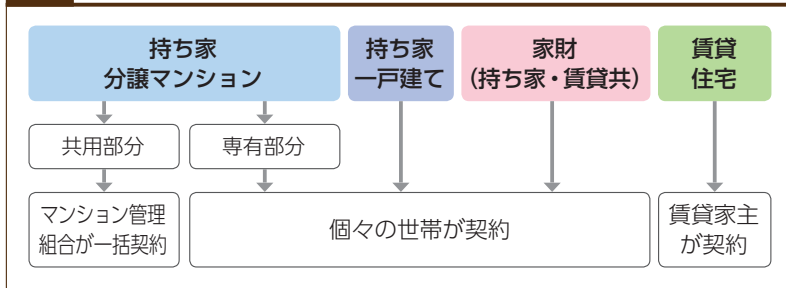 持ち家
分譲マンション
持ち家
一戸建て
家財
(持ち家・賃貸共)
賃貸
住宅
共用部分
専有部分
マンション管理
組合が一括契約
個々の世帯が契約
賃貸家主
が契約